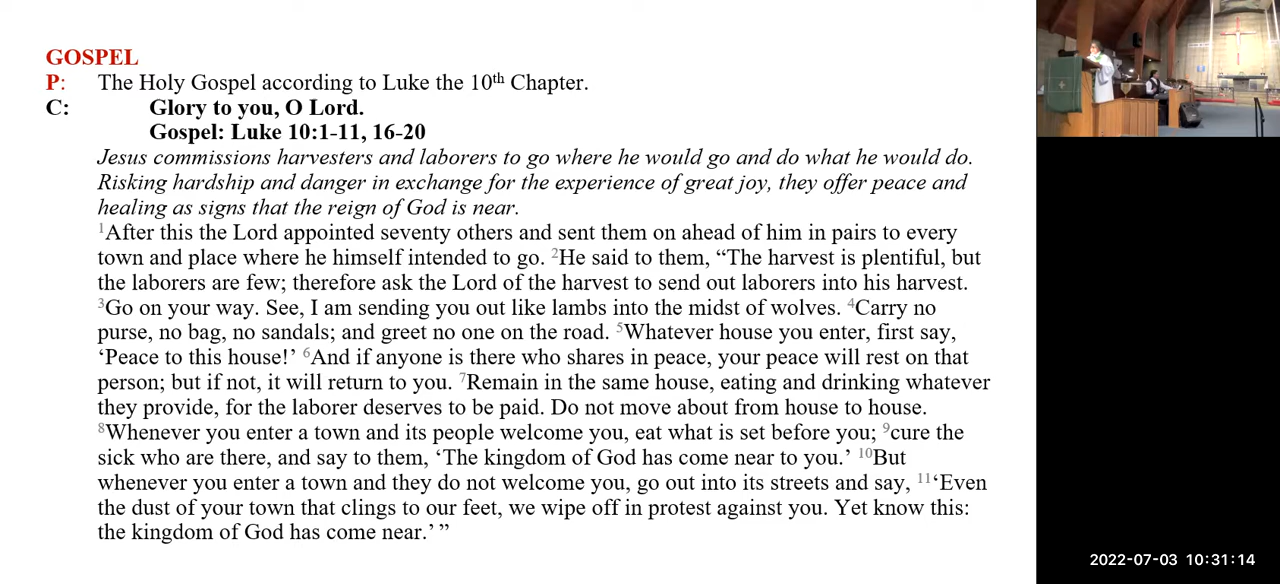 GOSPEL
P: The Holy Gospel according to Luke the 10th Chapter.
C: Glory to you, O Lord.
Gospel: Luke 10:1-11, 16-20
Jesus commissions harvesters and laborers to go where he would go and do what he would do.
Risking hardship and danger in exchange for the experience of great joy, they offer peace and
healing as signs that the reign of God is near.
1After this the Lord appointed seventy others and sent them on ahead of him in pairs to every
town and place where he himself intended to go. 2He said to them, “The harvest is plentiful, but
the laborers are few; therefore ask the Lord of the harvest to send out laborers into his harvest.
3Go on your way. See, I am sending you out like lambs into the midst of wolves. 4Carry no
purse, no bag, no sandals; and greet no one on the road. 5Whatever house you enter, first say,
‘Peace to this house!’ 6And if anyone is there who shares in peace, your peace will rest on that
person; but if not, it will return to you. 7Remain in the same house, eating and drinking whatever
they provide, for the laborer deserves to be paid. Do not move about from house to house.
8Whenever you enter a town and its people welcome you, eat what is set before you; 9cure the
sick who are there, and say to them, ‘The kingdom of God has come near to you.’ 10But
whenever you enter a town and they do not welcome you, go out into its streets and say, 11‘Even
the dust of your town that clings to our feet, we wipe off in protest against you. Yet know this:
the kingdom of God has come near.’ ”
2022-07-03 10:31:14